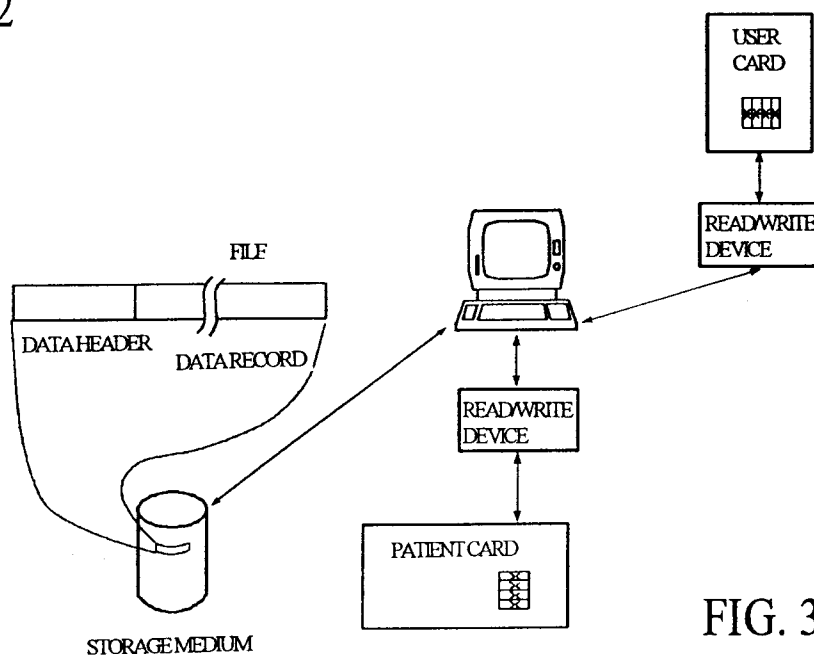 2
USER
CARD
READ/WRITE
DEVICE
FILF
DATA HEADER
DATA RECORD
READ/WRITE
DEVICE
PATIENT CARD
STORAGE MEDIUM
FIG. 3